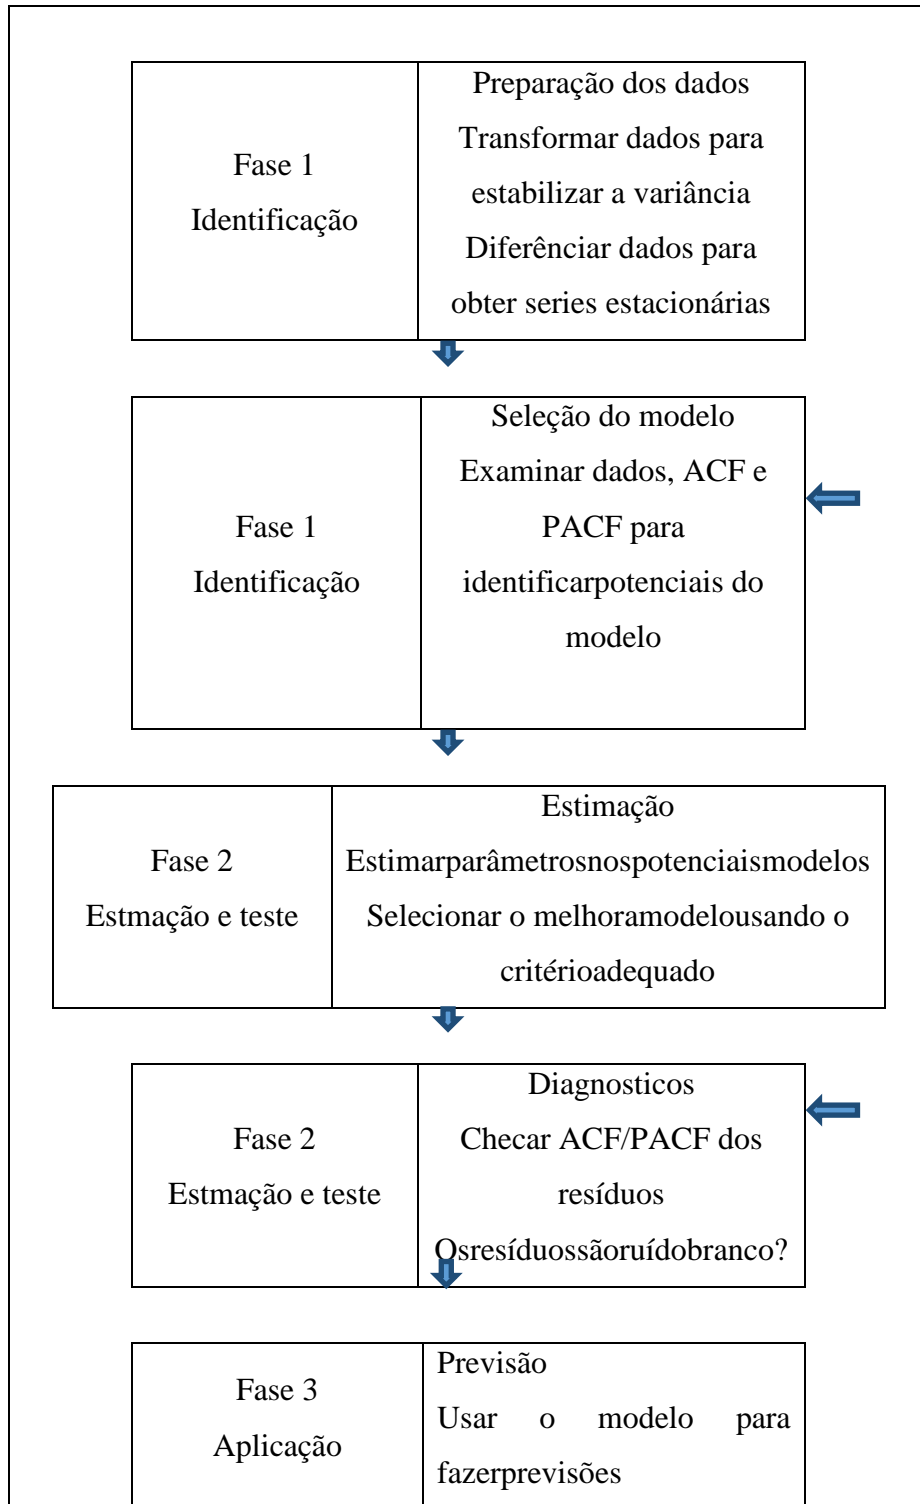 Fase 1
Identificação
Preparação dos dados
Transformar dados para
estabilizar a variância
Diferênciar dados para
obter series estacionárias
Fase 1
Identificação
Seleção do modelo
Examinar dados, ACF e
PACF para
identificarpotenciais do
modelo
Fase 2
Estmação e teste
Estimação
Estimarparâmetrosnospotenciaismodelos
Selecionar o melhoramodelousando o
critérioadequado
Fase 2
Estmação e teste
Diagnosticos
Checar ACF/PACF dos
resíduos
Osresíduossãoruídobranco?
Fase 3
Aplicação
Previsão
Usar o modelo para
fazerprevisões